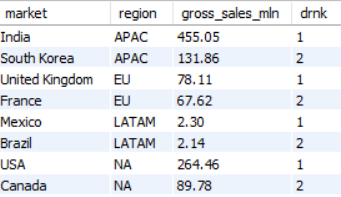 market region gross_sales_mln drnk
India APAC 455.05 1
South Korea APAC 131.86 2
United Kingdom EU 78.11 1
France EU 67.62 2
Mexico LATAM 2.30 1
Brazil LATAM 2.14 2
USA NA 264.46 1
Canada NA 89.78 2